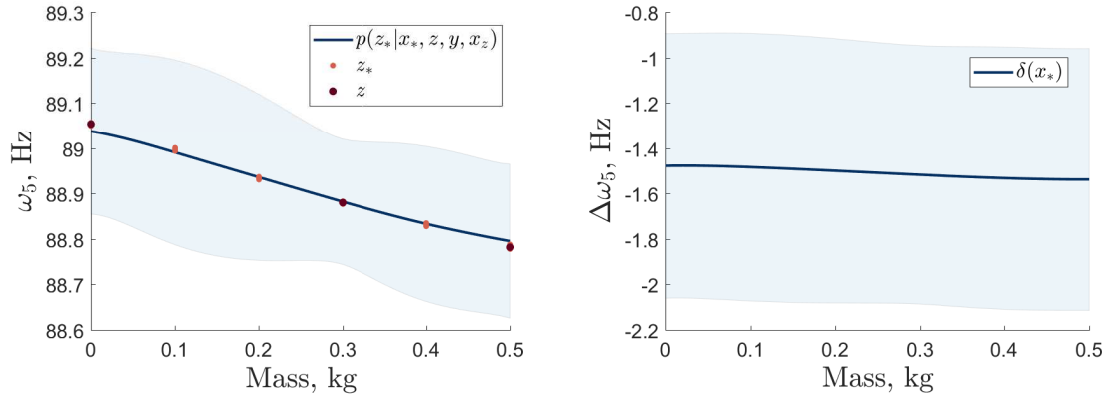 89.3
89.2
89.1
89
88.9
88.8
88.7
88.6
ω₅, Hz
p(z*|x*, z, y, x_z)
z*
z
0 0.1 0.2 0.3 0.4 0.5
Mass, kg
-0.8
-1
-1.2
-1.4
-1.6
-1.8
-2
-2.2
Δω₅, Hz
δ(x*)
0 0.1 0.2 0.3 0.4 0.5
Mass, kg